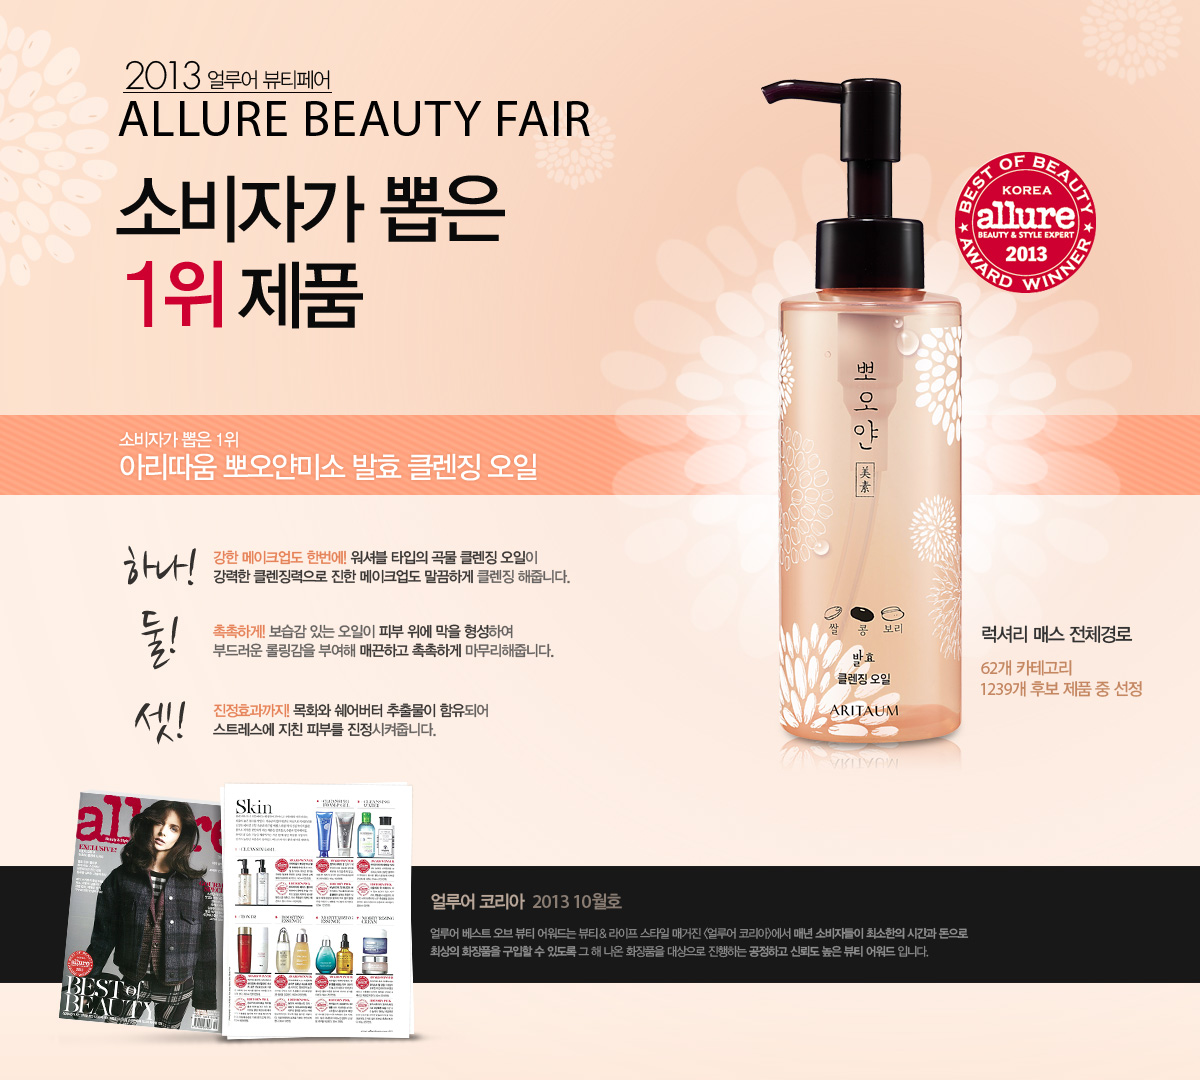 2013 얼루어 뷰티페어
ALLURE BEAUTY FAIR
소비자가 뽑은
1위 제품
BEST OF BEAUTY
KOREA
allure
BEAUTY & STYLE EXPERT
2013
AWARD WINNER
뽀오얀
美素
쌀 콩 보리
발효
클렌징 오일
ARITAUM
소비자가 뽑은 1위
아리따움 뽀오얀미소 발효 클렌징 오일
하나!
강한 메이크업도 한번에! 워셔블 타입의 곡물 클렌징 오일이
강력한 클렌징력으로 진한 메이크업도 말끔하게 클렌징 해줍니다.
둘!
촉촉하게! 보습감 있는 오일이 피부 위에 막을 형성하여
부드러운 롤링감을 부여해 매끈하고 촉촉하게 마무리해줍니다.
셋!
진정효과까지! 목화와 쉐어버터 추출물이 함유되어
스트레스에 지친 피부를 진정시켜줍니다.
럭셔리 매스 전체경로
62개 카테고리
1239개 후보 제품 중 선정
allure
EXCLUSIVE!
BEST of
BEAUTY
Skin
얼루어 코리아 2013 10월호
얼루어 베스트 오브 뷰티 어워드는 뷰티& 라이프 스타일 매거진 <얼루어 코리아>에서 매년 소비자들이 최소한의 시간과 돈으로
최상의 화장품을 구입할 수 있도록 그 해 나온 화장품을 대상으로 진행하는 공정하고 신뢰도 높은 뷰티 어워드 입니다.